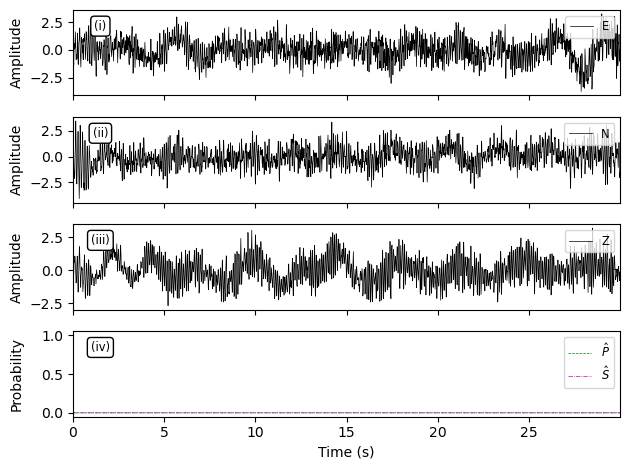 (i)
E
Amplitude
2.5
0.0
−2.5
(ii)
N
Amplitude
2.5
0.0
−2.5
(iii)
Z
Amplitude
2.5
0.0
−2.5
(iv)
P̂
Ŝ
Probability
1.0
0.5
0.0
0 5 10 15 20 25
Time (s)